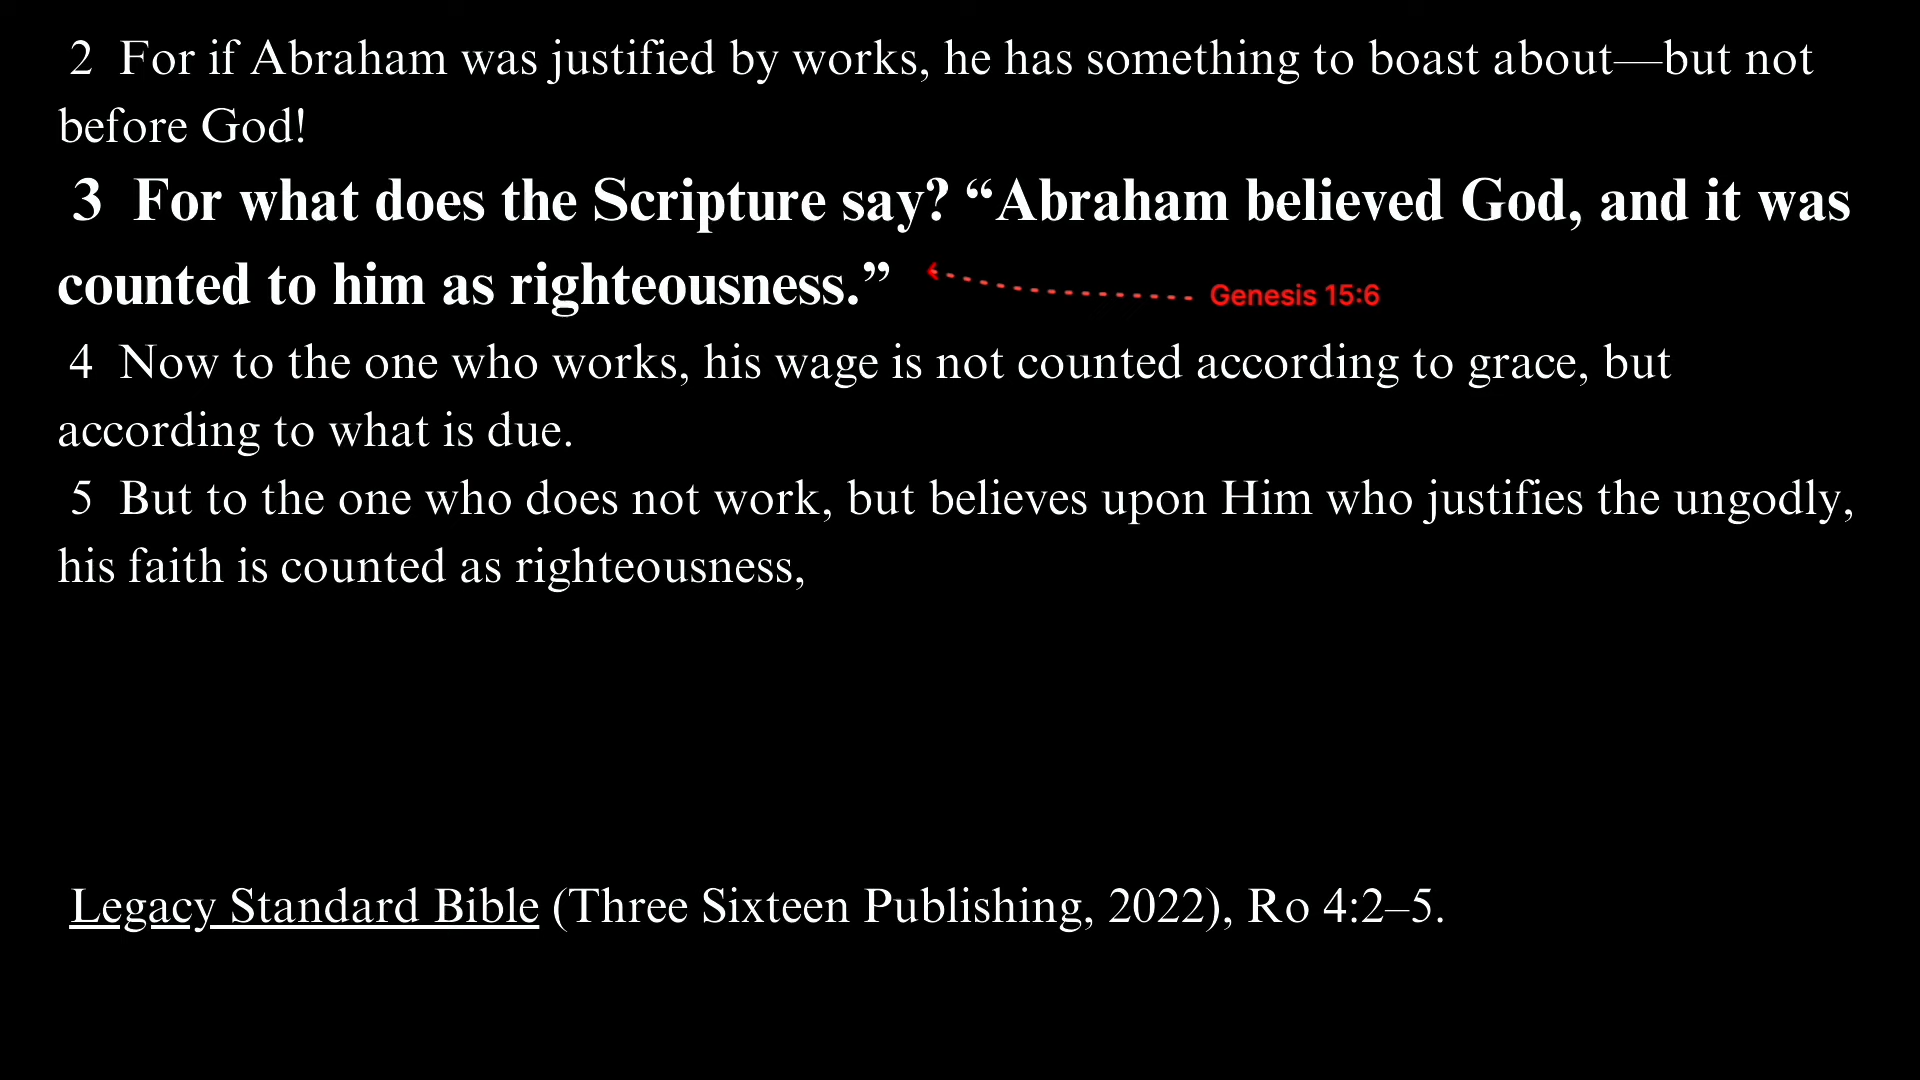 2 For if Abraham was justified by works, he has something to boast about—but not
before God!
3 For what does the Scripture say? “Abraham believed God, and it was
counted to him as righteousness.”
Genesis 15:6
4 Now to the one who works, his wage is not counted according to grace, but
according to what is due.
5 But to the one who does not work, but believes upon Him who justifies the ungodly,
his faith is counted as righteousness,
Legacy Standard Bible (Three Sixteen Publishing, 2022), Ro 4:2–5.